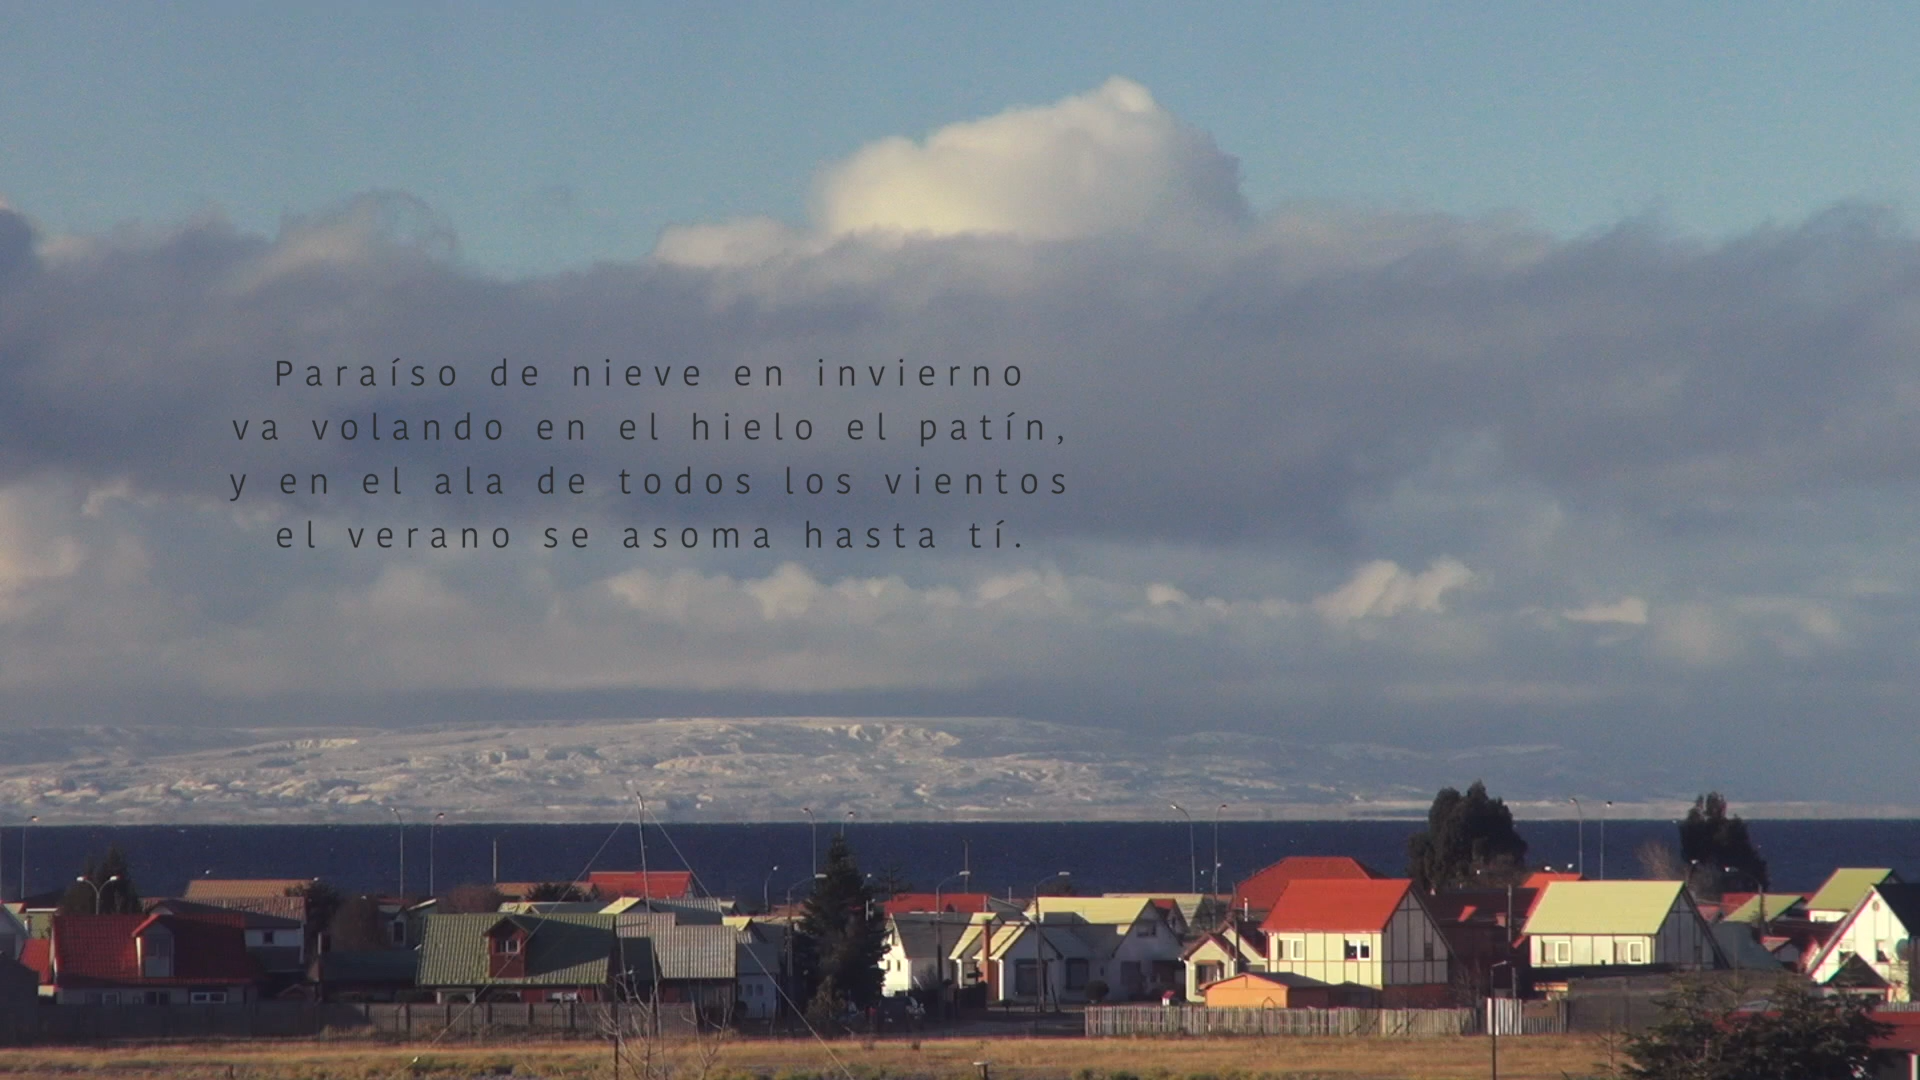 Paraíso de nieve en invierno
va volando en el hielo el patín,
y en el ala de todos los vientos
el verano se asoma hasta tí.